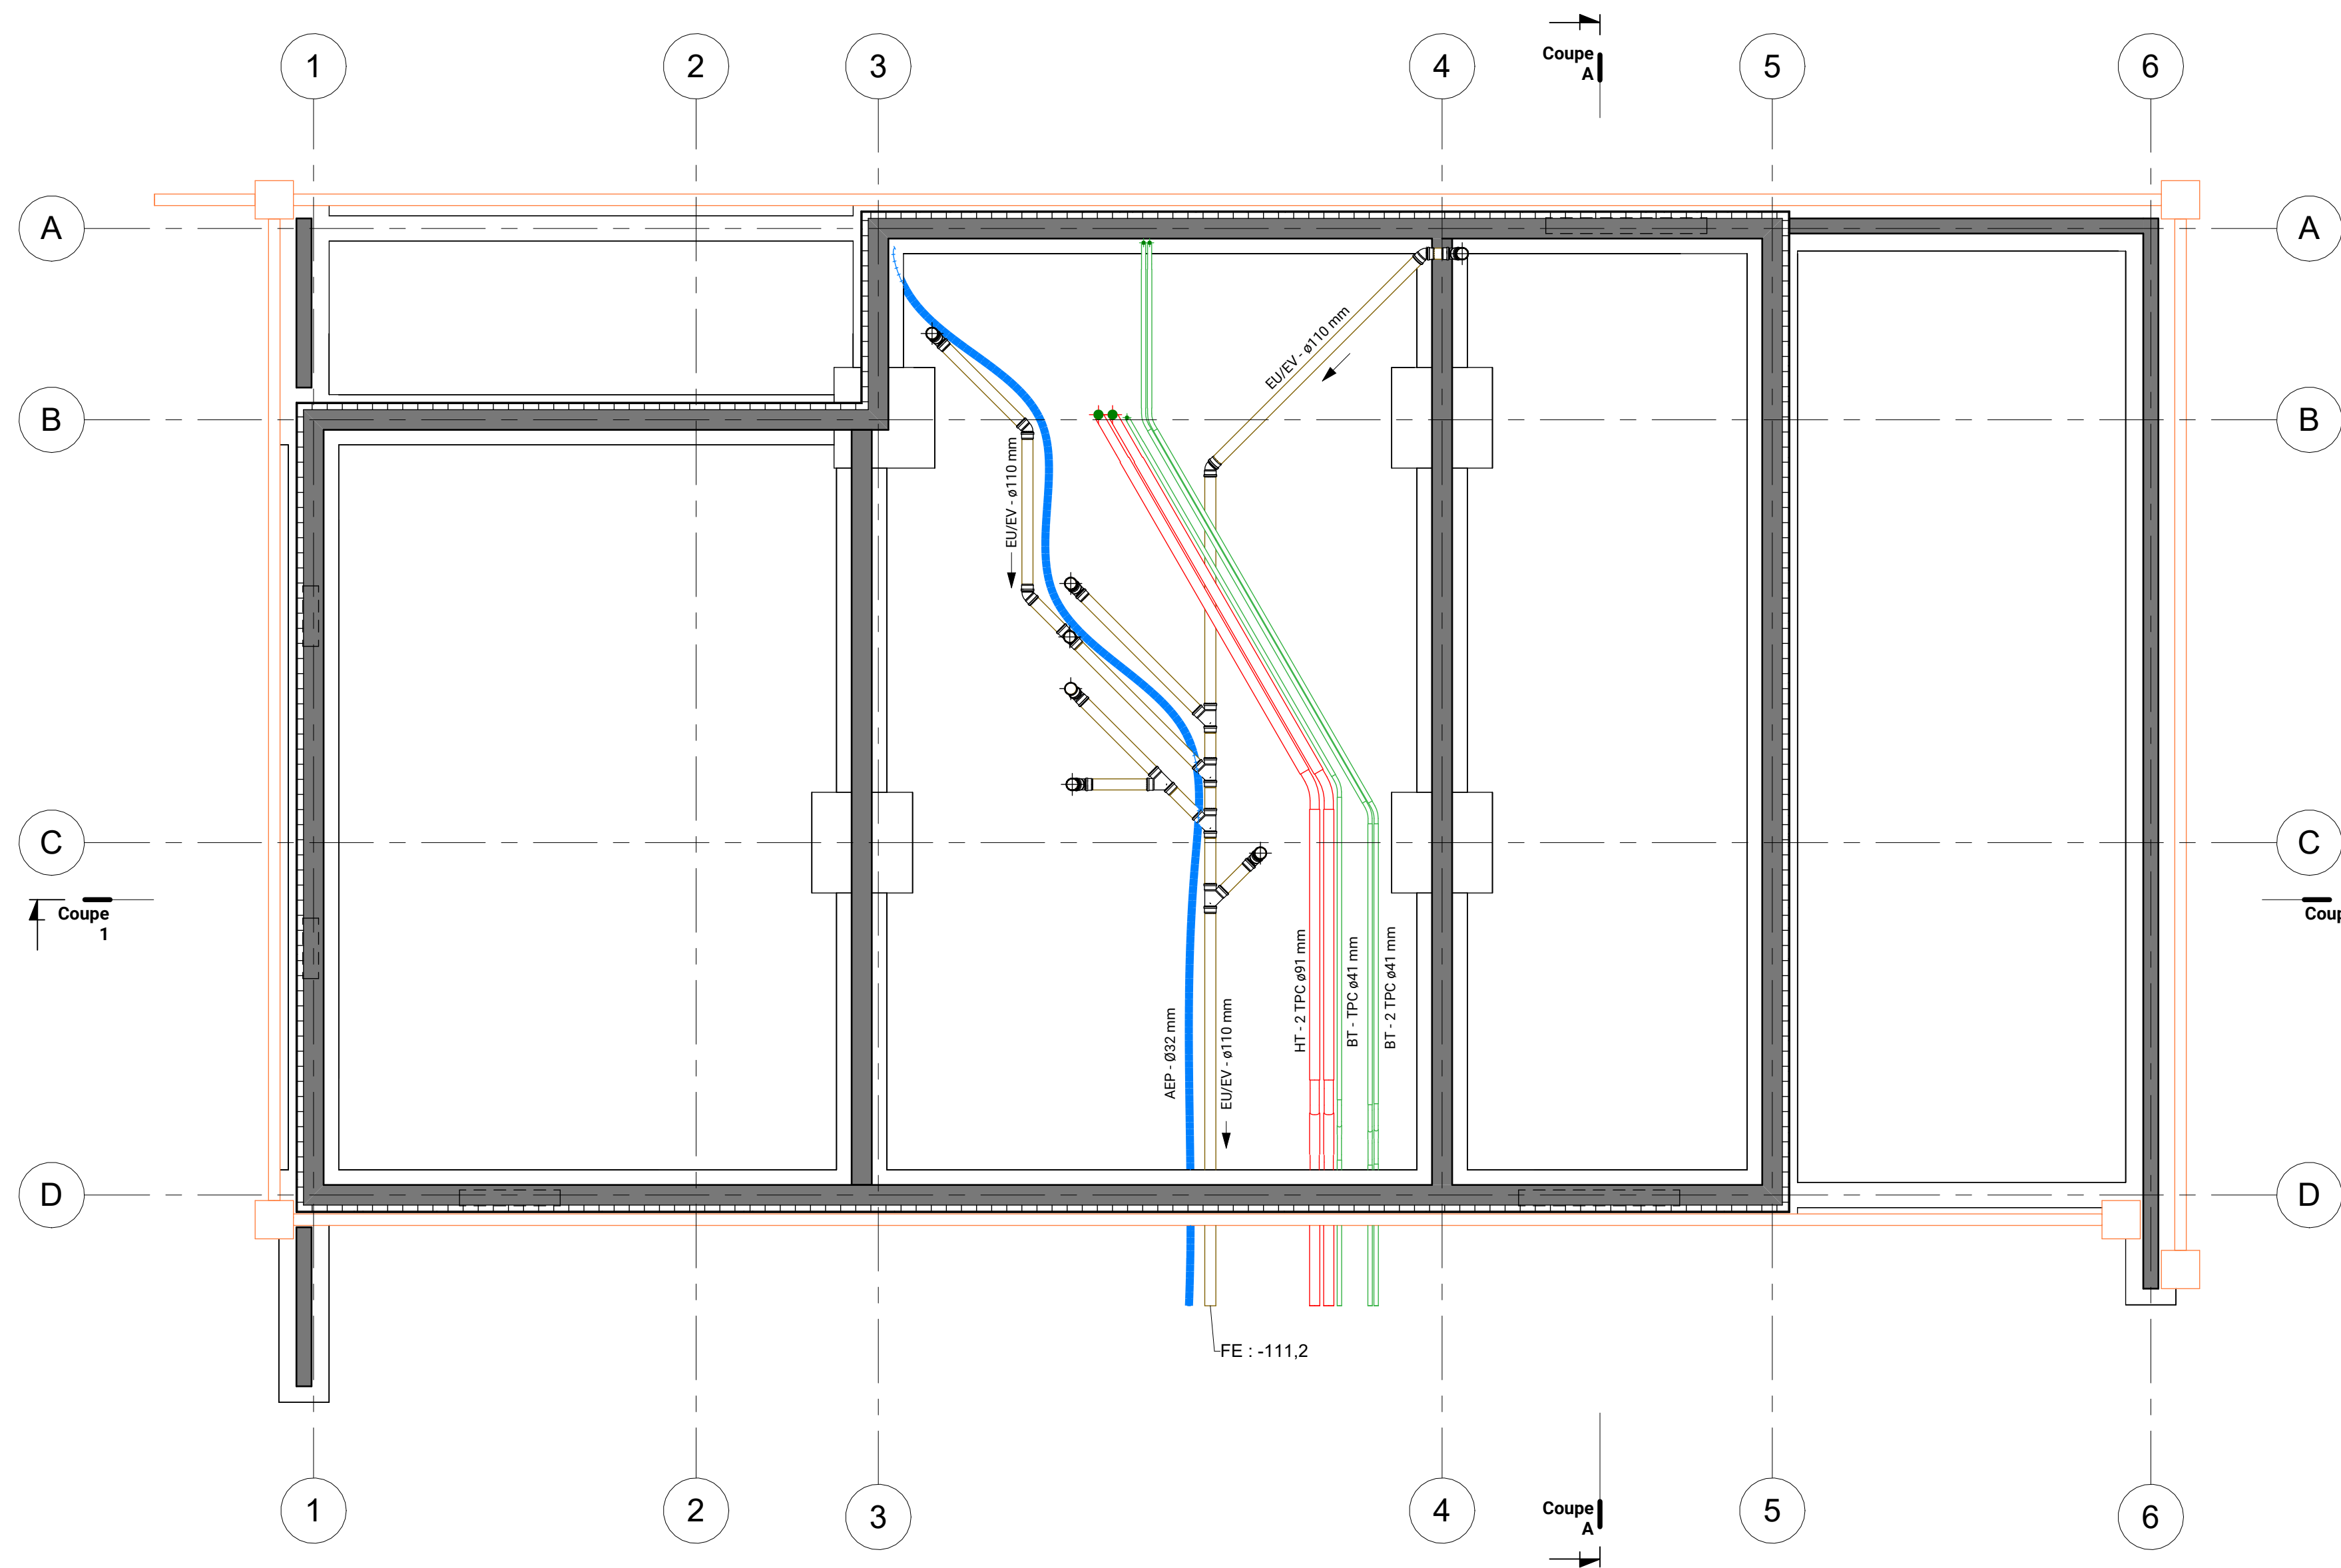 1
2
3
4
Coupe
A
5
6
A
A
EU/EV - ø110 mm
B
B
EU/EV - ø110 mm
C
C
Coupe
1
Coup
HT - 2 TPC ø91 mm
BT - TPC ø41 mm
BT - 2 TPC ø41 mm
AEP - Ø32 mm
EU/EV - ø110 mm
D
D
FE : -111,2
1
2
3
4
Coupe
A
5
6